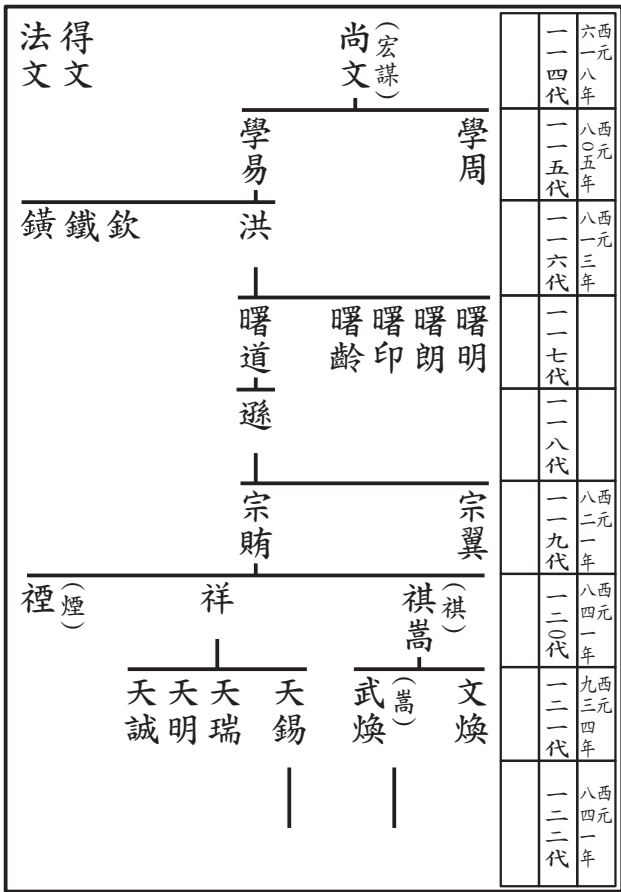 西元六一八年
一一四代
尚文(宏謀)
得文
法文
西元八〇五年
一一五代
學周
學易
西元八一三年
一一六代
洪
欽
鐵
鐄
一一七代
曙明
曙朗
曙印
曙齡
曙道
一一八代
遜
西元八二一年
一一九代
宗翼
宗賄
西元八四一年
一二〇代
祺嵩(祺)
祥
禋(煙)
西元九三四年
一二一代
文煥
武煥(嵩)
天錫
天瑞
天明
天誠
西元八四一年
一二二代